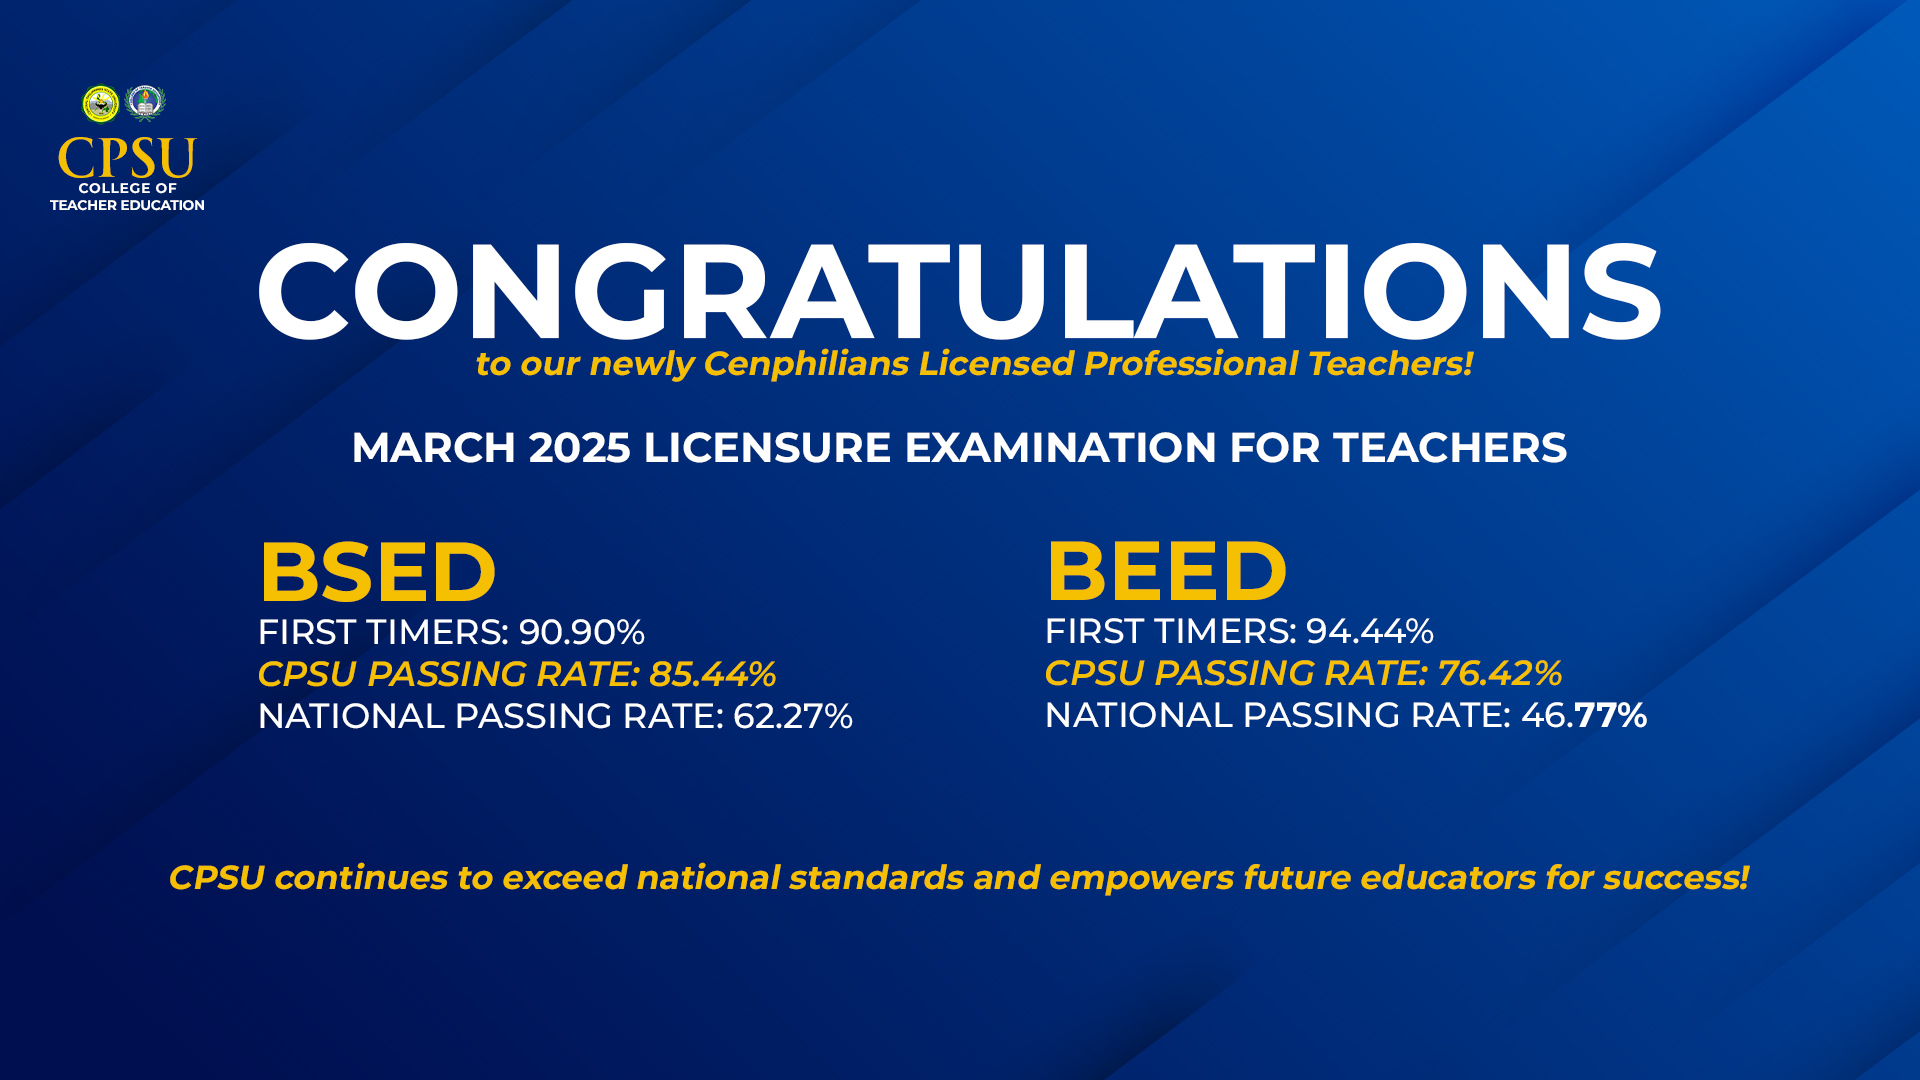 CPSU
COLLEGE OF
TEACHER EDUCATION
CONGRATULATIONS
to our newly Cenphilians Licensed Professional Teachers!
MARCH 2025 LICENSURE EXAMINATION FOR TEACHERS
BSED
FIRST TIMERS: 90.90%
CPSU PASSING RATE: 85.44%
NATIONAL PASSING RATE: 62.27%
BEED
FIRST TIMERS: 94.44%
CPSU PASSING RATE: 76.42%
NATIONAL PASSING RATE: 46.77%
CPSU continues to exceed national standards and empowers future educators for success!